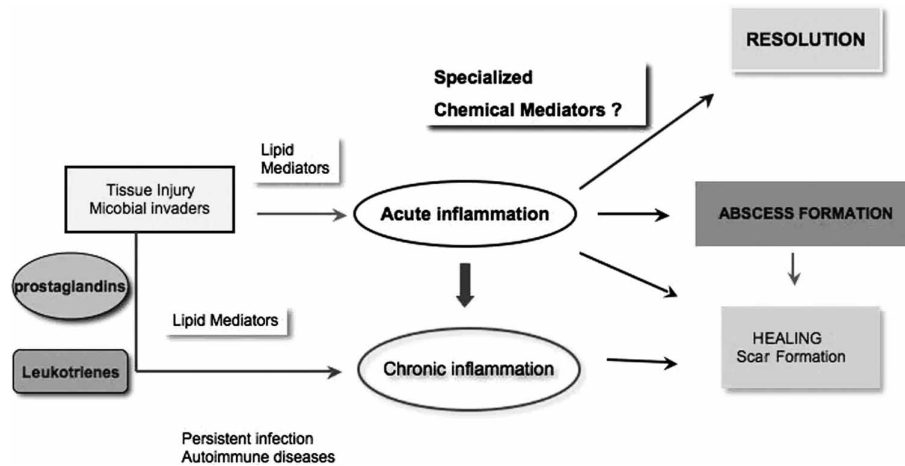 RESOLUTION
Specialized
Chemical Mediators ?
Lipid
Mediators
Tissue Injury
Micobial invaders
Acute inflammation
ABSCESS FORMATION
prostaglandins
Lipid Mediators
HEALING
Scar Formation
Leukotrienes
Chronic inflammation
Persistent infection
Autoimmune diseases